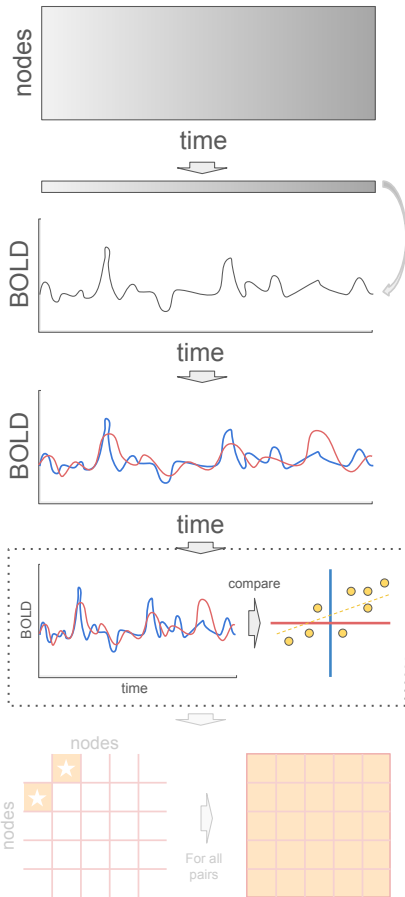 nodes
time
BOLD
time
BOLD
time
BOLD
compare
time
nodes
nodes
For all
pairs